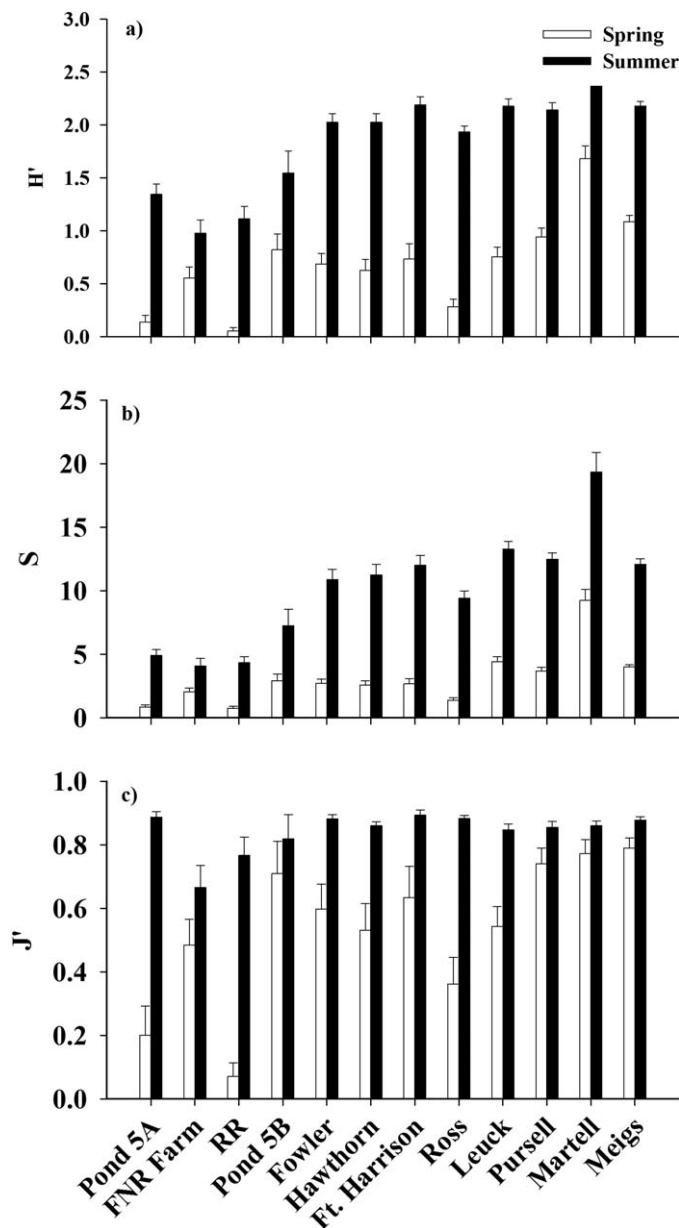 a)
Spring
Summer
3.0
2.5
2.0
1.5
1.0
0.5
0.0
H'
b)
25
20
15
10
5
0
S
c)
1.0
0.8
0.6
0.4
0.2
0.0
J'
Pond 5A
FNR Farm
RR
Pond 5B
Fowler
Hawthorn
Ft. Harrison
Ross
Leuck
Pursell
Martell
Meigs